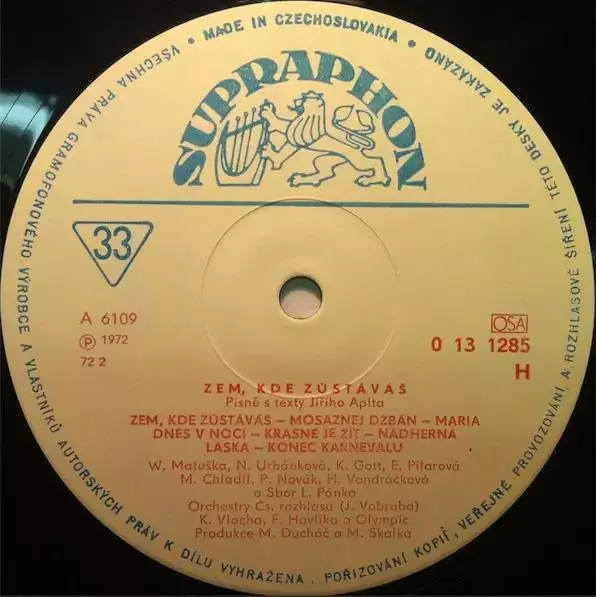 • MADE IN CZECHOSLOVAKIA •
VŠECHNA PRÁVA GRAMOFONOVÉHO VÝROBCE A VLASTNÍKŮ AUTORSKÝCH PRÁV K DÍLU VYHRAŽENA. POŘIZOVÁNÍ KOPIÍ, VEŘEJNÉ PROVOZOVÁNÍ A ROZHLASOVÉ ŠÍŘENÍ TÉTO DESKY JE ZAKÁZÁNO
SUPRAPHON
33
A 6109
Ⓟ 1972
72 2
OSA
0 13 1285
H
ZEM, KDE ZŮSTÁVÁŠ
Písně s texty Jiřího Aplta
ZEM, KDE ZŮSTÁVÁŠ – MOSAZNEJ DŽBÁN – MARIA
DNES V NOCI – KRÁSNÉ JE ŽÍT – NÁDHERNÁ
LÁSKA – KONEC KARNEVALU
W. Matuška, N. Urbánková, K. Gott, E. Pilarová
M. Chladil, P. Novák, H. Vondráčková
a Sbor L. Pánka
Orchestry Čs. rozhlasu (J. Vobruba)
K. Vlacha, F. Havlíka a Olympic
Produkce M. Ducháč a M. Skalka